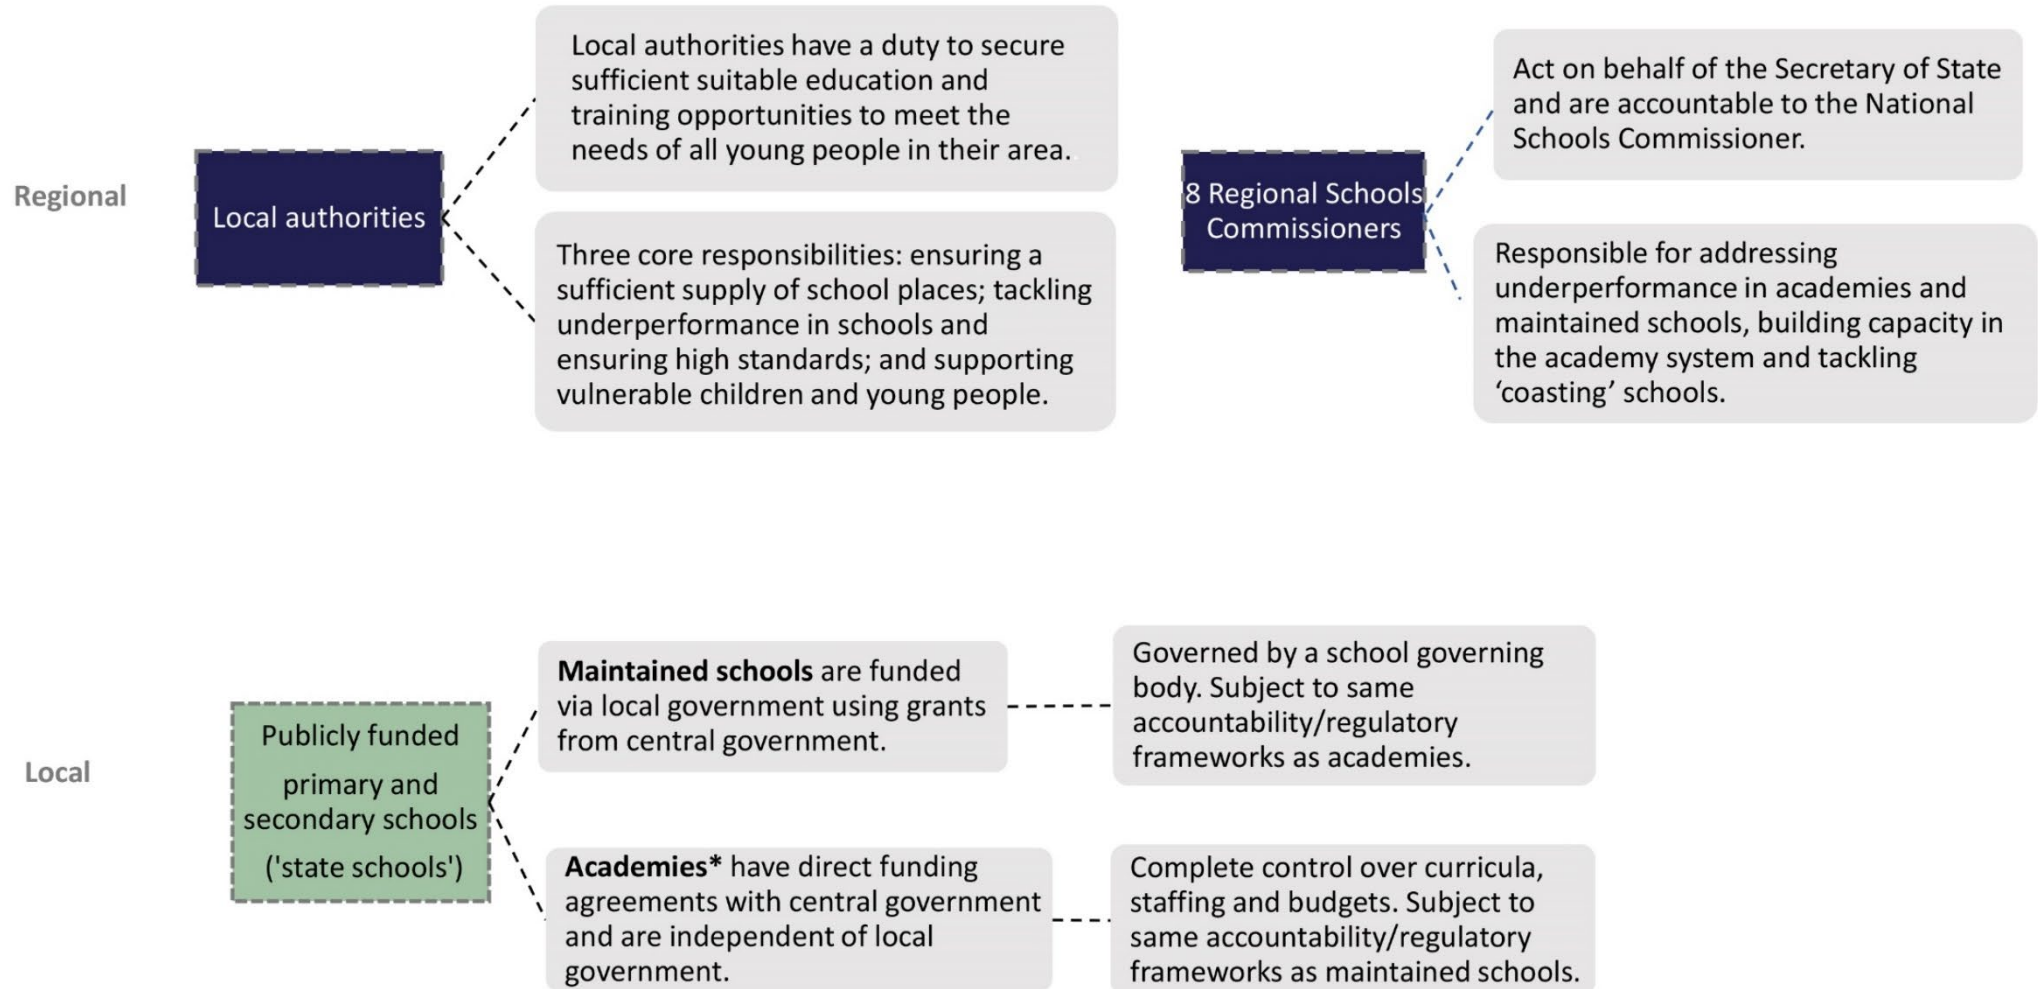 Regional
Local authorities
Local authorities have a duty to secure
sufficient suitable education and
training opportunities to meet the
needs of all young people in their area.
Three core responsibilities: ensuring a
sufficient supply of school places; tackling
underperformance in schools and
ensuring high standards; and supporting
vulnerable children and young people.
8 Regional Schools
Commissioners
Act on behalf of the Secretary of State
and are accountable to the National
Schools Commissioner.
Responsible for addressing
underperformance in academies and
maintained schools, building capacity in
the academy system and tackling
‘coasting’ schools.
Local
Publicly funded
primary and
secondary schools
('state schools')
Maintained schools are funded
via local government using grants
from central government.
Governed by a school governing
body. Subject to same
accountability/regulatory
frameworks as academies.
Academies* have direct funding
agreements with central government
and are independent of local
government.
Complete control over curricula,
staffing and budgets. Subject to
same accountability/regulatory
frameworks as maintained schools.